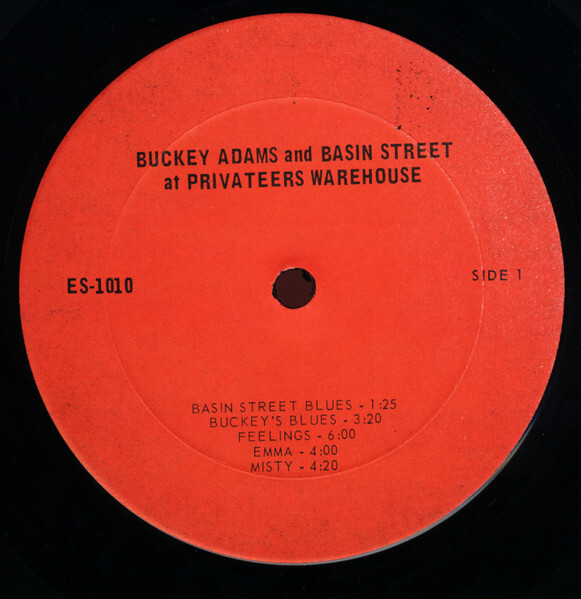 BUCKEY ADAMS and BASIN STREET
at PRIVATEERS WAREHOUSE
ES-1010
SIDE 1
BASIN STREET BLUES - 1:25
BUCKEY'S BLUES - 3:20
FEELINGS - 6:00
EMMA - 4:00
MISTY - 4:20